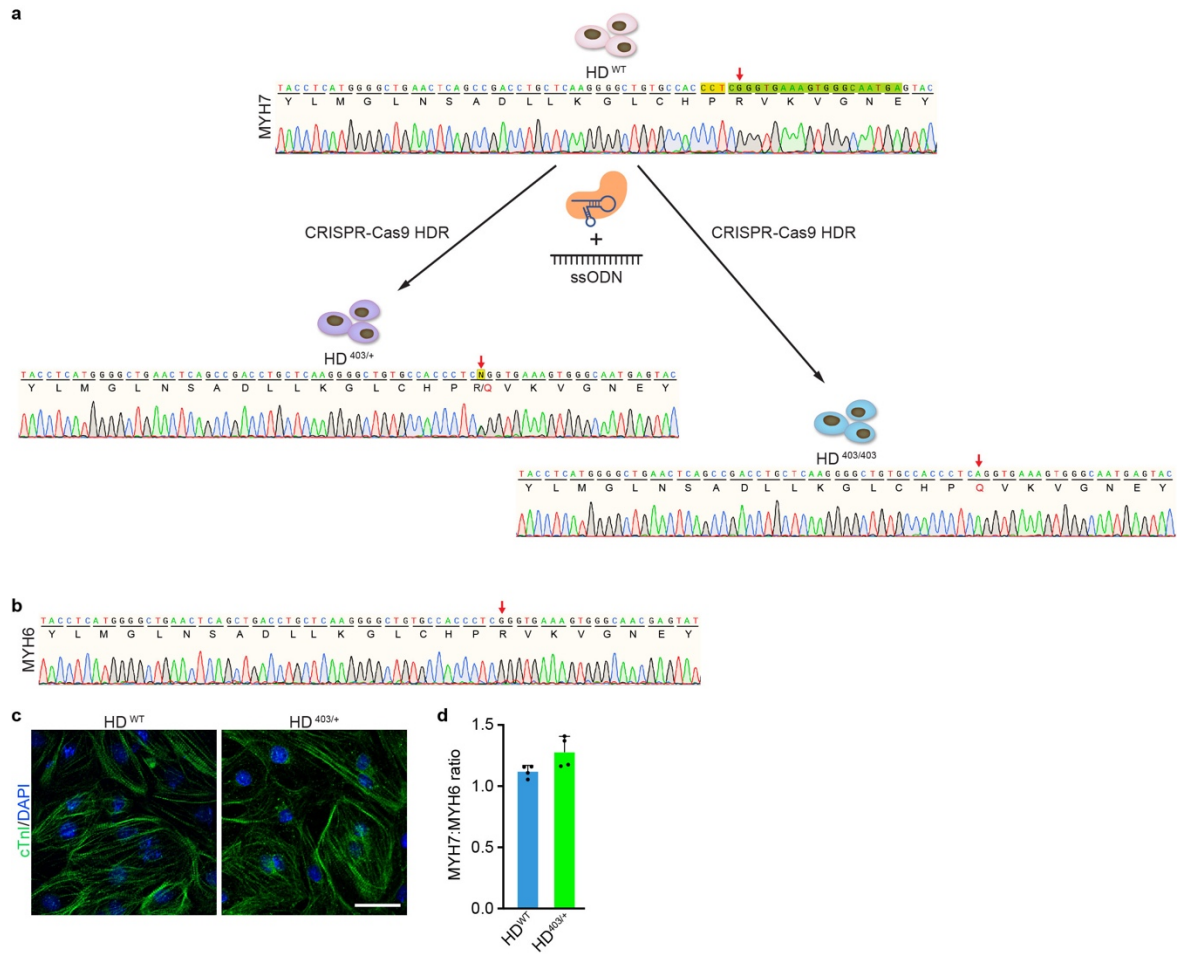 a
HD WT
TACCTCATGGGGCTGAACTCAGCCGACCTGCTCAAGGGGCTGTGCCACCCTCGGGTGAAAGTGGGCAATGAGTAC
Y L M G L N S A D L L K G L C H P R V K V G N E Y
MYH7
CRISPR-Cas9 HDR
+
ssODN
CRISPR-Cas9 HDR
HD 403/+
TACCTCATGGGGCTGAACTCAGCCGACCTGCTCAAGGGGCTGTGCCACCCTCNGGTGAAAGTGGGCAATGAGTAC
Y L M G L N S A D L L K G L C H P R/Q V K V G N E Y
HD 403/403
TACCTCATGGGGCTGAACTCAGCCGACCTGCTCAAGGGGCTGTGCCACCCTCAGGTGAAAGTGGGCAATGAGTAC
Y L M G L N S A D L L K G L C H P Q V K V G N E Y
b
MYH6
TACCTCATGGGGCTGAACTCAGCTGACCTGCTCAAGGGGCTGTGCCACCCTCGGGTGAAAGTGGGCAACGAGTAT
Y L M G L N S A D L L K G L C H P R V K V G N E Y
c
HD WT
HD 403/+
cTnI/DAPI
d
MYH7:MYH6 ratio
1.5
1.0
0.5
0.0
HD WT
HD 403/+